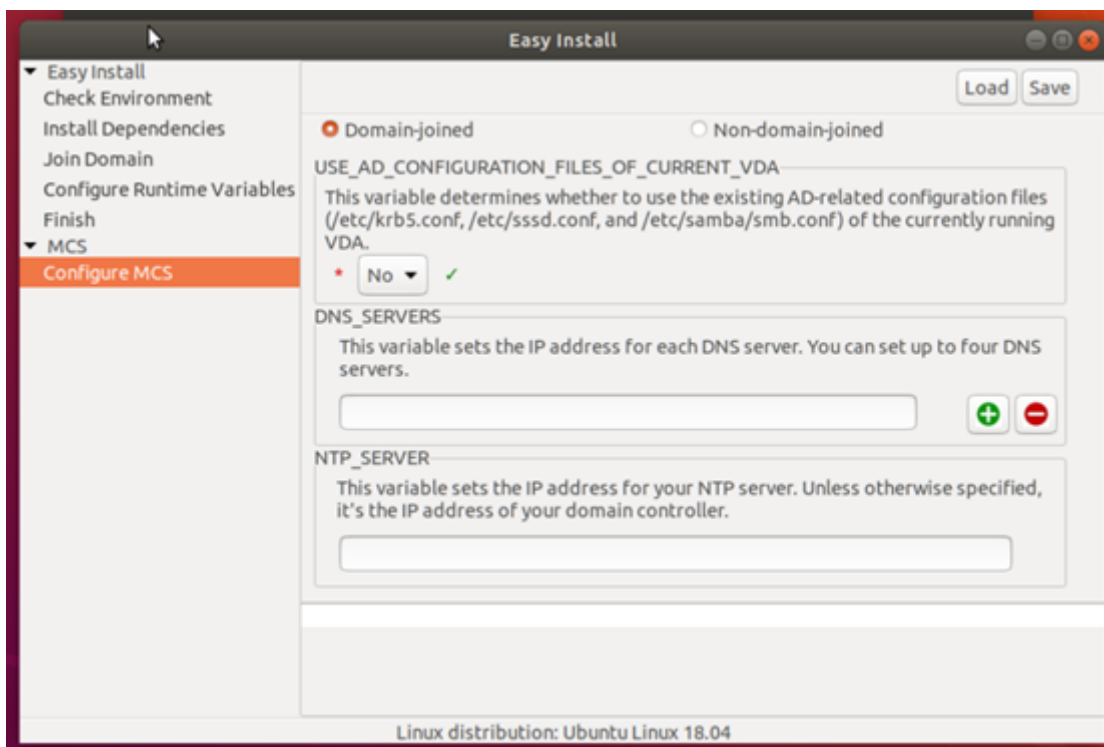 Easy Install
Easy Install
Check Environment
Install Dependencies
Join Domain
Configure Runtime Variables
Finish
MCS
Configure MCS
Load Save
Domain-joined Non-domain-joined
USE_AD_CONFIGURATION_FILES_OF_CURRENT_VDA
This variable determines whether to use the existing AD-related configuration files
(/etc/krb5.conf, /etc/sssd.conf, and /etc/samba/smb.conf) of the currently running
VDA.
* No
DNS_SERVERS
This variable sets the IP address for each DNS server. You can set up to four DNS
servers.
NTP_SERVER
This variable sets the IP address for your NTP server. Unless otherwise specified,
it's the IP address of your domain controller.
Linux distribution: Ubuntu Linux 18.04